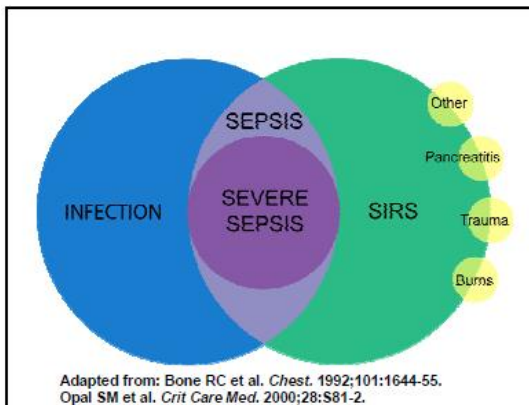 SEPSIS
INFECTION
SEVERE
SEPSIS
SIRS
Other
Pancreatitis
Trauma
Burns
Adapted from: Bone RC et al. Chest. 1992;101:1644-55.
Opal SM et al. Crit Care Med. 2000;28:S81-2.